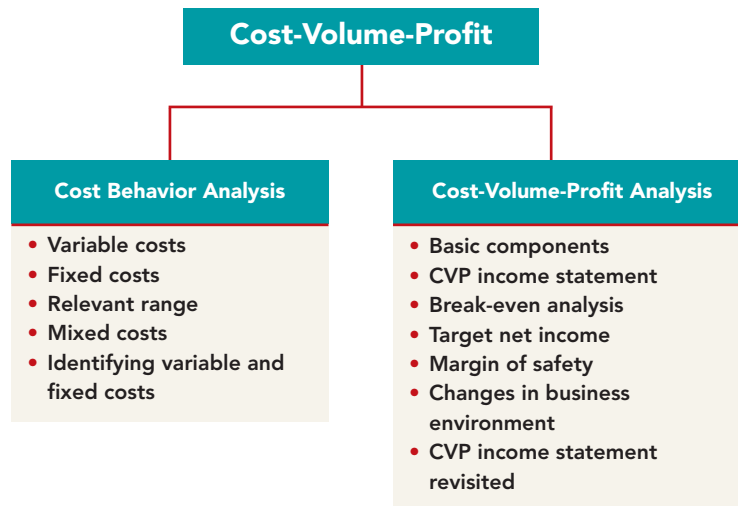 Cost-Volume-Profit
Cost Behavior Analysis
• Variable costs
• Fixed costs
• Relevant range
• Mixed costs
• Identifying variable and
fixed costs
Cost-Volume-Profit Analysis
• Basic components
• CVP income statement
• Break-even analysis
• Target net income
• Margin of safety
• Changes in business
environment
• CVP income statement
revisited